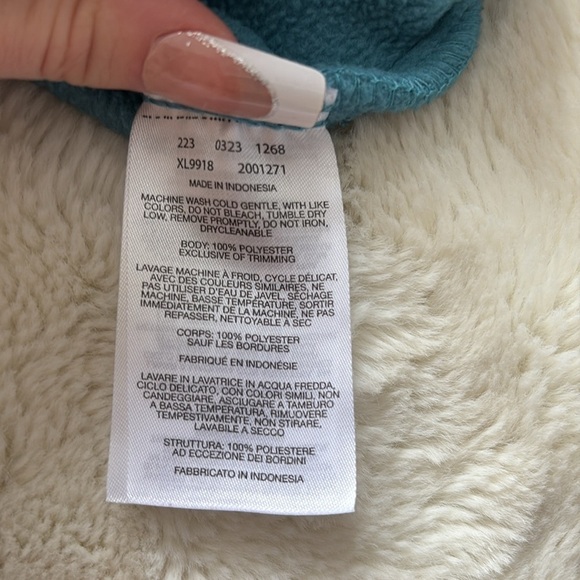 223 0323 1268
XL9918 2001271
MADE IN INDONESIA
MACHINE WASH COLD GENTLE, WITH LIKE
COLORS, DO NOT BLEACH, TUMBLE DRY
LOW, REMOVE PROMPTLY, DO NOT IRON,
DRYCLEANABLE
BODY: 100% POLYESTER
EXCLUSIVE OF TRIMMING
LAVAGE MACHINE À FROID, CYCLE DÉLICAT,
AVEC DES COULEURS SIMILAIRES, NE
PAS UTILISER D'EAU DE JAVEL, SÉCHAGE
MACHINE, BASSE TEMPÉRATURE, SORTIR
IMMÉDIATEMENT DE LA MACHINE, NE PAS
REPASSER, NETTOYABLE A SEC
CORPS: 100% POLYESTER
SAUF LES BORDURES
FABRIQUÉ EN INDONÉSIE
LAVARE IN LAVATRICE IN ACQUA FREDDA,
CICLO DELICATO, CON COLORI SIMILI, NON
CANDEGGIARE, ASCIUGARE A TAMBURO
A BASSA TEMPERATURA, RIMUOVERE
TEMPESTIVAMENTE, NON STIRARE,
LAVABILE A SECCO
STRUTTURA: 100% POLIESTERE
AD ECCEZIONE DEI BORDINI
FABBRICATO IN INDONESIA